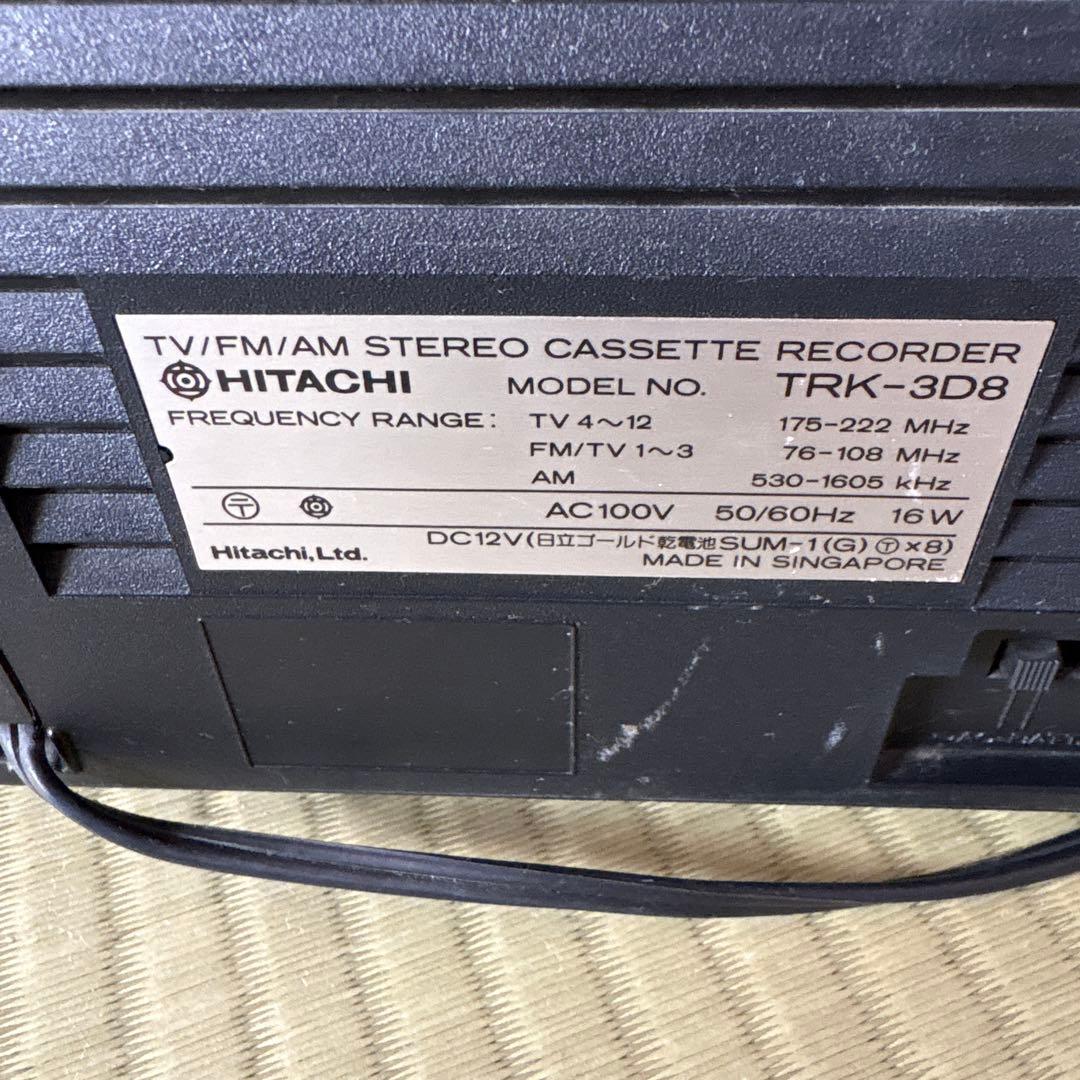 TV/FM/AM STEREO CASSETTE RECORDER
HITACHI MODEL NO. TRK-3D8
FREQUENCY RANGE: TV 4～12 175-222 MHz
FM/TV 1～3 76-108 MHz
AM 530-1605 kHz
〒 AC100V 50/60Hz 16W
DC12V(日立ゴールド乾電池SUM-1(G)〒×8)
Hitachi,Ltd. MADE IN SINGAPORE